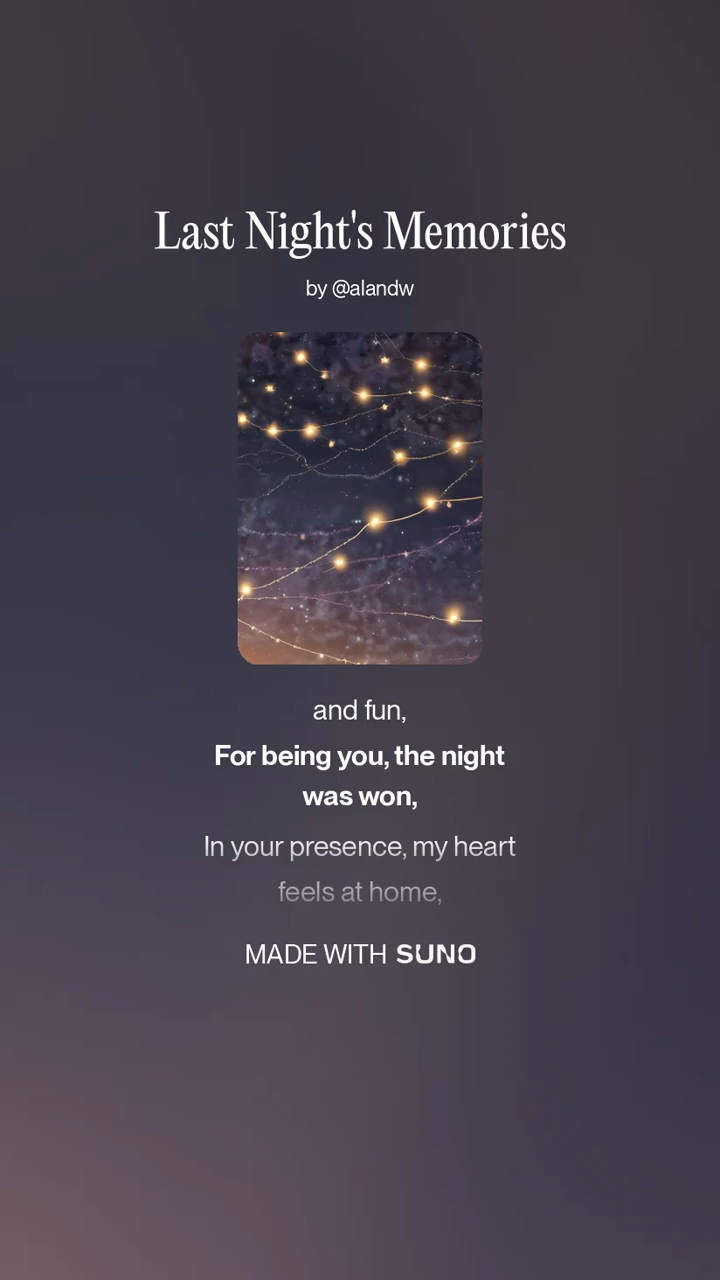 Last Night's Memories
by @alandw
and fun,
For being you, the night
was won,
In your presence, my heart
feels at home,
MADE WITH SUNO